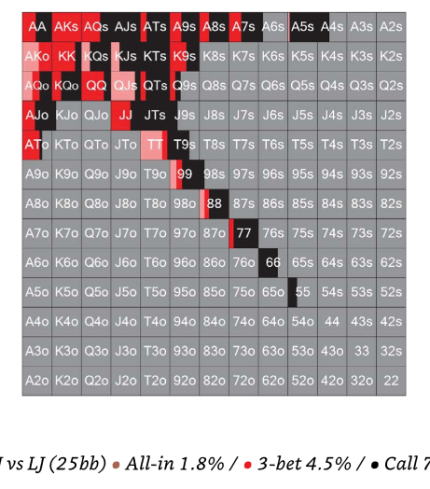 AA AKs AQs AJs ATs A9s A8s A7s A6s A5s A4s A3s A2s
AKo KK KQs KJs KTs K9s K8s K7s K6s K5s K4s K3s K2s
AQo KQo QQ QJs QTs Q9s Q8s Q7s Q6s Q5s Q4s Q3s Q2s
AJo KJo QJo JJ JTs J9s J8s J7s J6s J5s J4s J3s J2s
ATo KTo QTo JTo TT T9s T8s T7s T6s T5s T4s T3s T2s
A9o K9o Q9o J9o T9o 99 98s 97s 96s 95s 94s 93s 92s
A8o K8o Q8o J8o T8o 98o 88 87s 86s 85s 84s 83s 82s
A7o K7o Q7o J7o T7o 97o 87o 77 76s 75s 74s 73s 72s
A6o K6o Q6o J6o T6o 96o 86o 76o 66 65s 64s 63s 62s
A5o K5o Q5o J5o T5o 95o 85o 75o 65o 55 54s 53s 52s
A4o K4o Q4o J4o T4o 94o 84o 74o 64o 54o 44 43s 42s
A3o K3o Q3o J3o T3o 93o 83o 73o 63o 53o 43o 33 32s
A2o K2o Q2o J2o T2o 92o 82o 72o 62o 52o 42o 32o 22
vs LJ (25bb) • All-in 1.8% / • 3-bet 4.5% / • Call 7